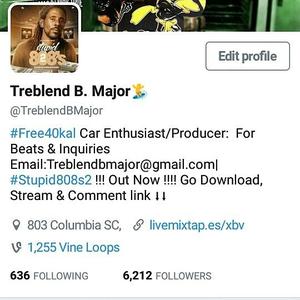 stupid
808's
Edit profile
Treblend B. Major
@TreblendBMajor
#Free40kal Car Enthusiast/Producer: For
Beats & Inquiries
Email:Treblendbmajor@gmail.com|
#Stupid808s2 !!! Out Now !!!! Go Download,
Stream & Comment link ↓↓
803 Columbia SC,
livemixtap.es/xbv
1,255 Vine Loops
636 FOLLOWING
6,212 FOLLOWERS